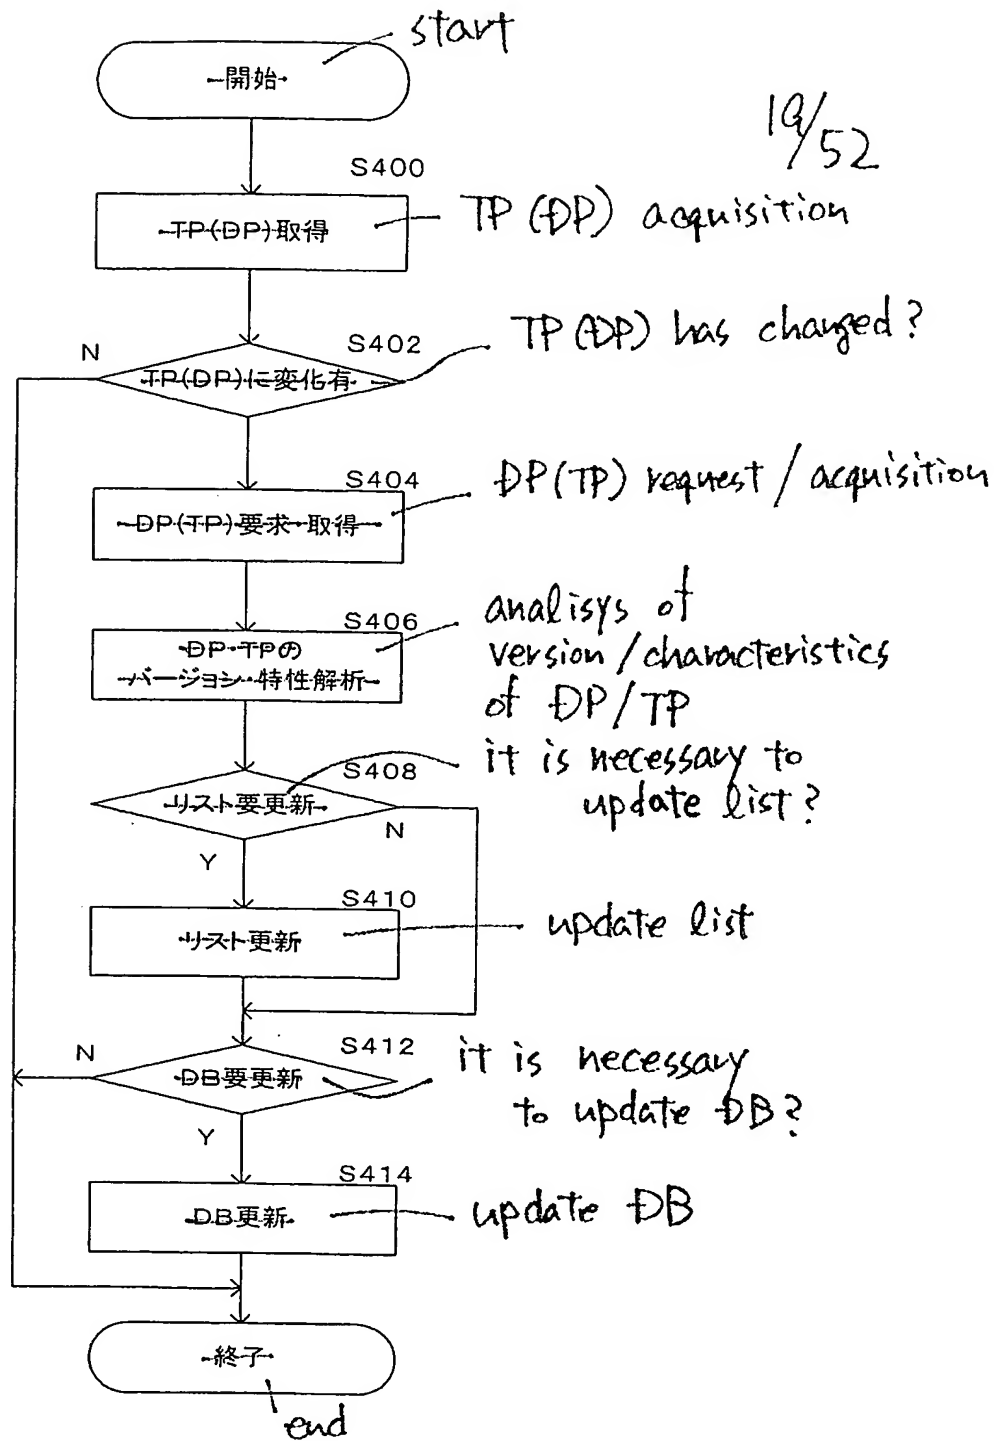 start
開始
19/52
S400
TP(DP)取得
TP (DP) acquisition
S402
N
TP(DP)に変化有
TP (DP) has changed?
S404
DP(TP)要求・取得
DP(TP) request / acquisition
S406
DP・TPの
バージョン・特性解析
analisys of
version/characteristics
of DP/TP
S408
リスト要更新
it is necessary to
update list?
N
Y
S410
リスト更新
update list
S412
N
DB要更新
it is necessary
to update DB?
Y
S414
DB更新
update DB
終了
end